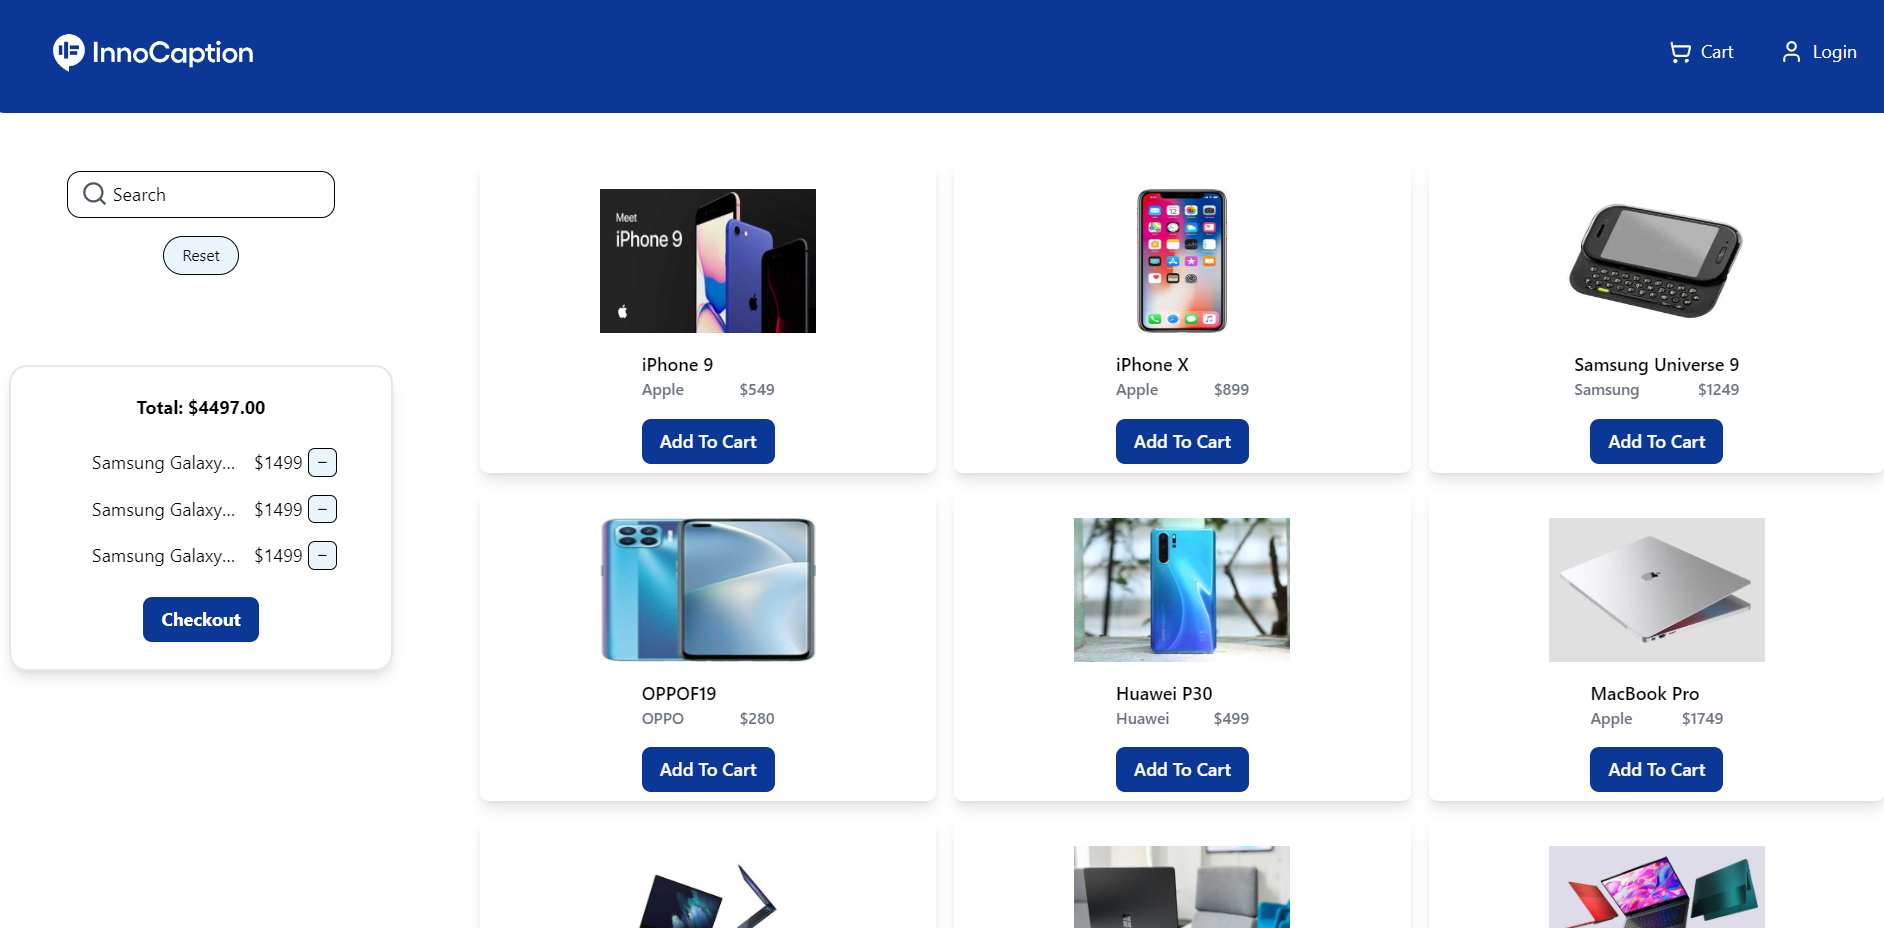 InnoCaption
Cart
Login
Search
Reset
Total: $4497.00
Samsung Galaxy... $1499 −
Samsung Galaxy... $1499 −
Samsung Galaxy... $1499 −
Checkout
Meet
iPhone 9
iPhone 9
Apple $549
Add To Cart
iPhone X
Apple $899
Add To Cart
Samsung Universe 9
Samsung $1249
Add To Cart
OPPOF19
OPPO $280
Add To Cart
Huawei P30
Huawei $499
Add To Cart
MacBook Pro
Apple $1749
Add To Cart